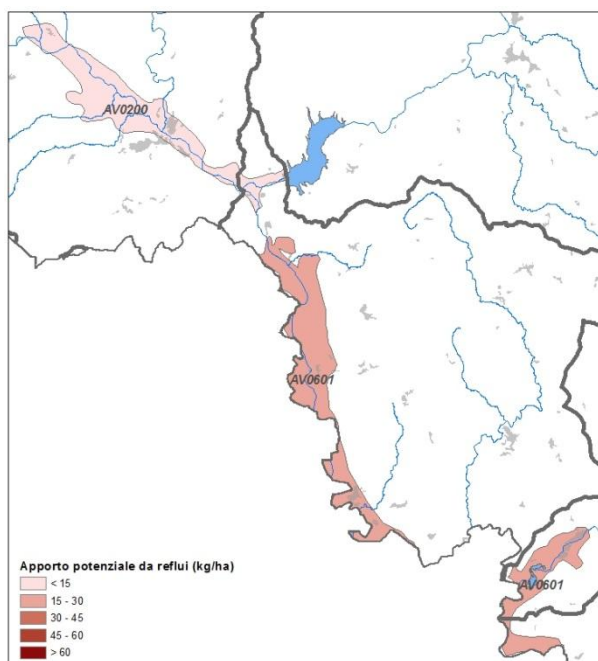 AV0200
AV0601
AV0601
Apporto potenziale da reflui (kg/ha)
< 15
15 - 30
30 - 45
45 - 60
> 60